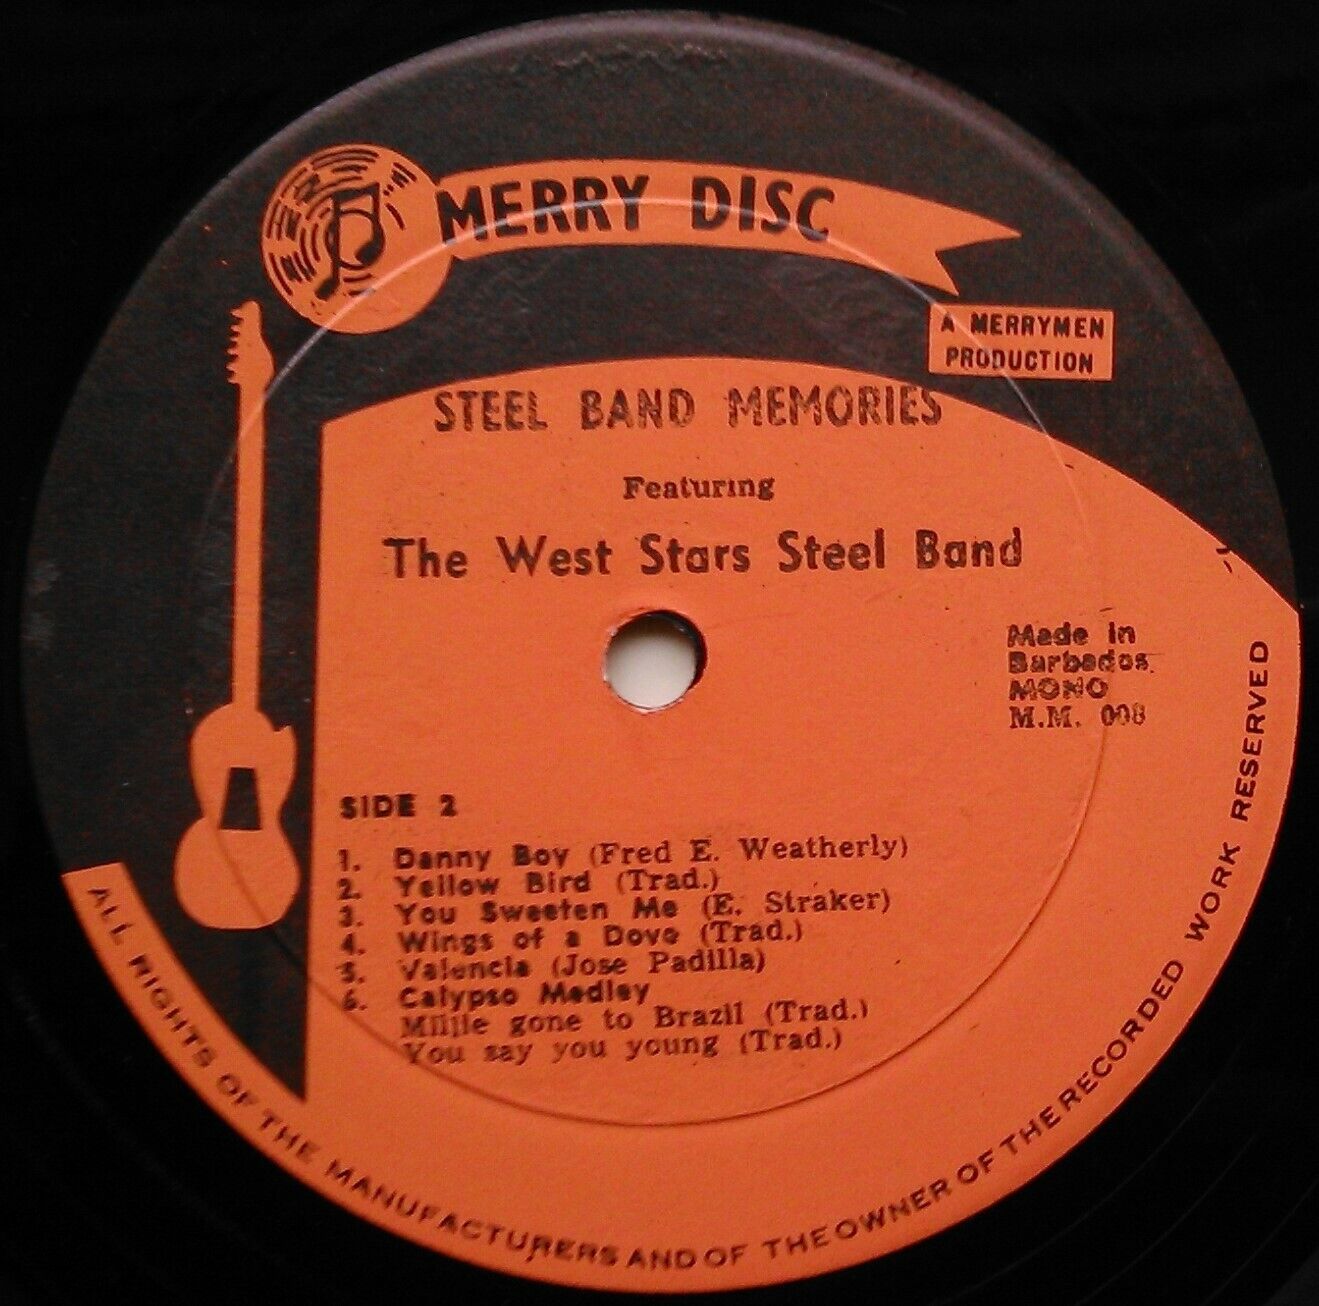 MERRY DISC
A MERRYMEN
PRODUCTION
STEEL BAND MEMORIES
Featuring
The West Stars Steel Band
Made in
Barbados
MONO
M.M. 008
SIDE 2
1. Danny Boy (Fred E. Weatherly)
2. Yellow Bird (Trad.)
3. You Sweeten Me (E. Straker)
4. Wings of a Dove (Trad.)
5. Valencia (Jose Padilla)
6. Calypso Medley
Millie gone to Brazil (Trad.)
You say you young (Trad.)
ALL RIGHTS OF THE MANUFACTURERS AND OF THE OWNER OF THE RECORDED WORK RESERVED